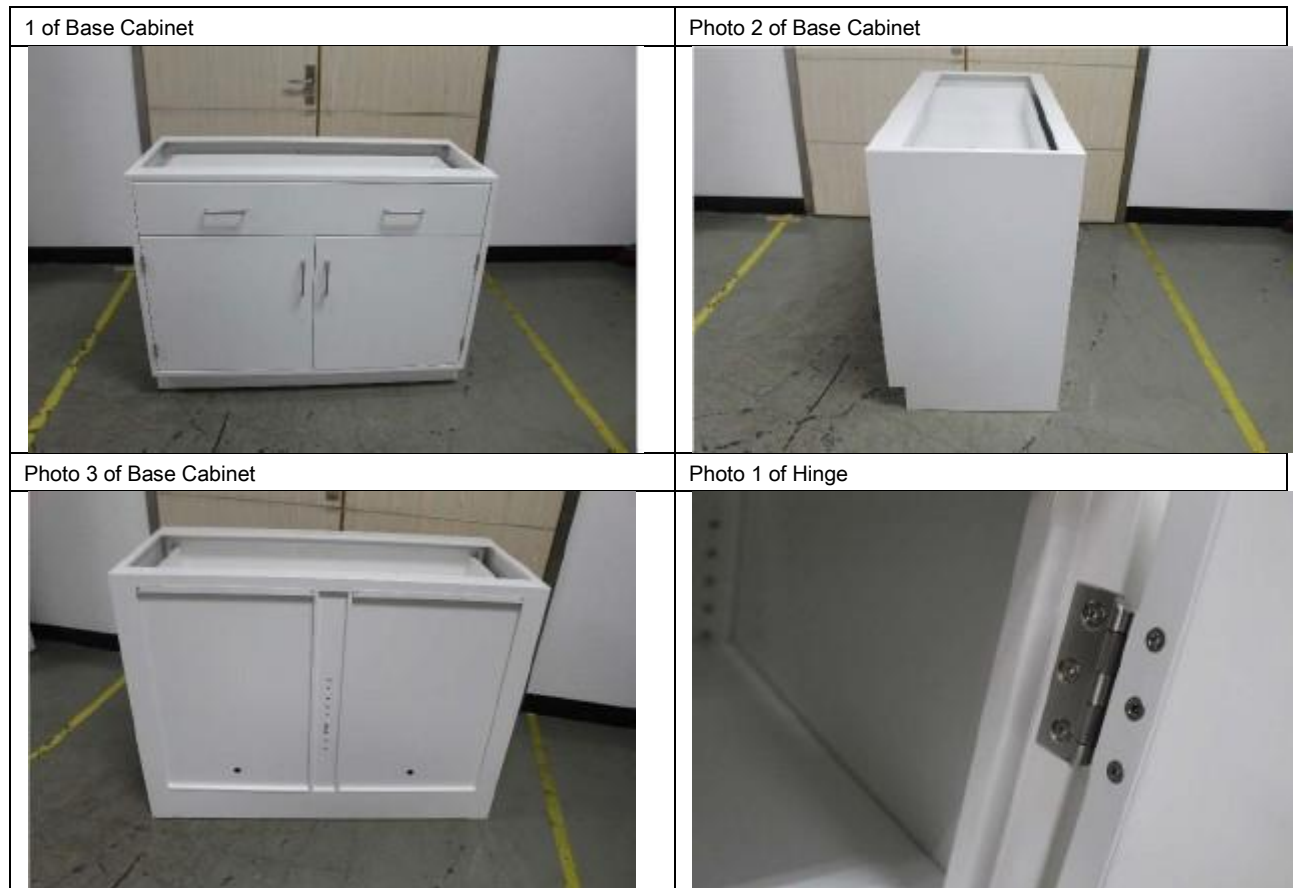 1 of Base Cabinet
Photo 2 of Base Cabinet
Photo 3 of Base Cabinet
Photo 1 of Hinge